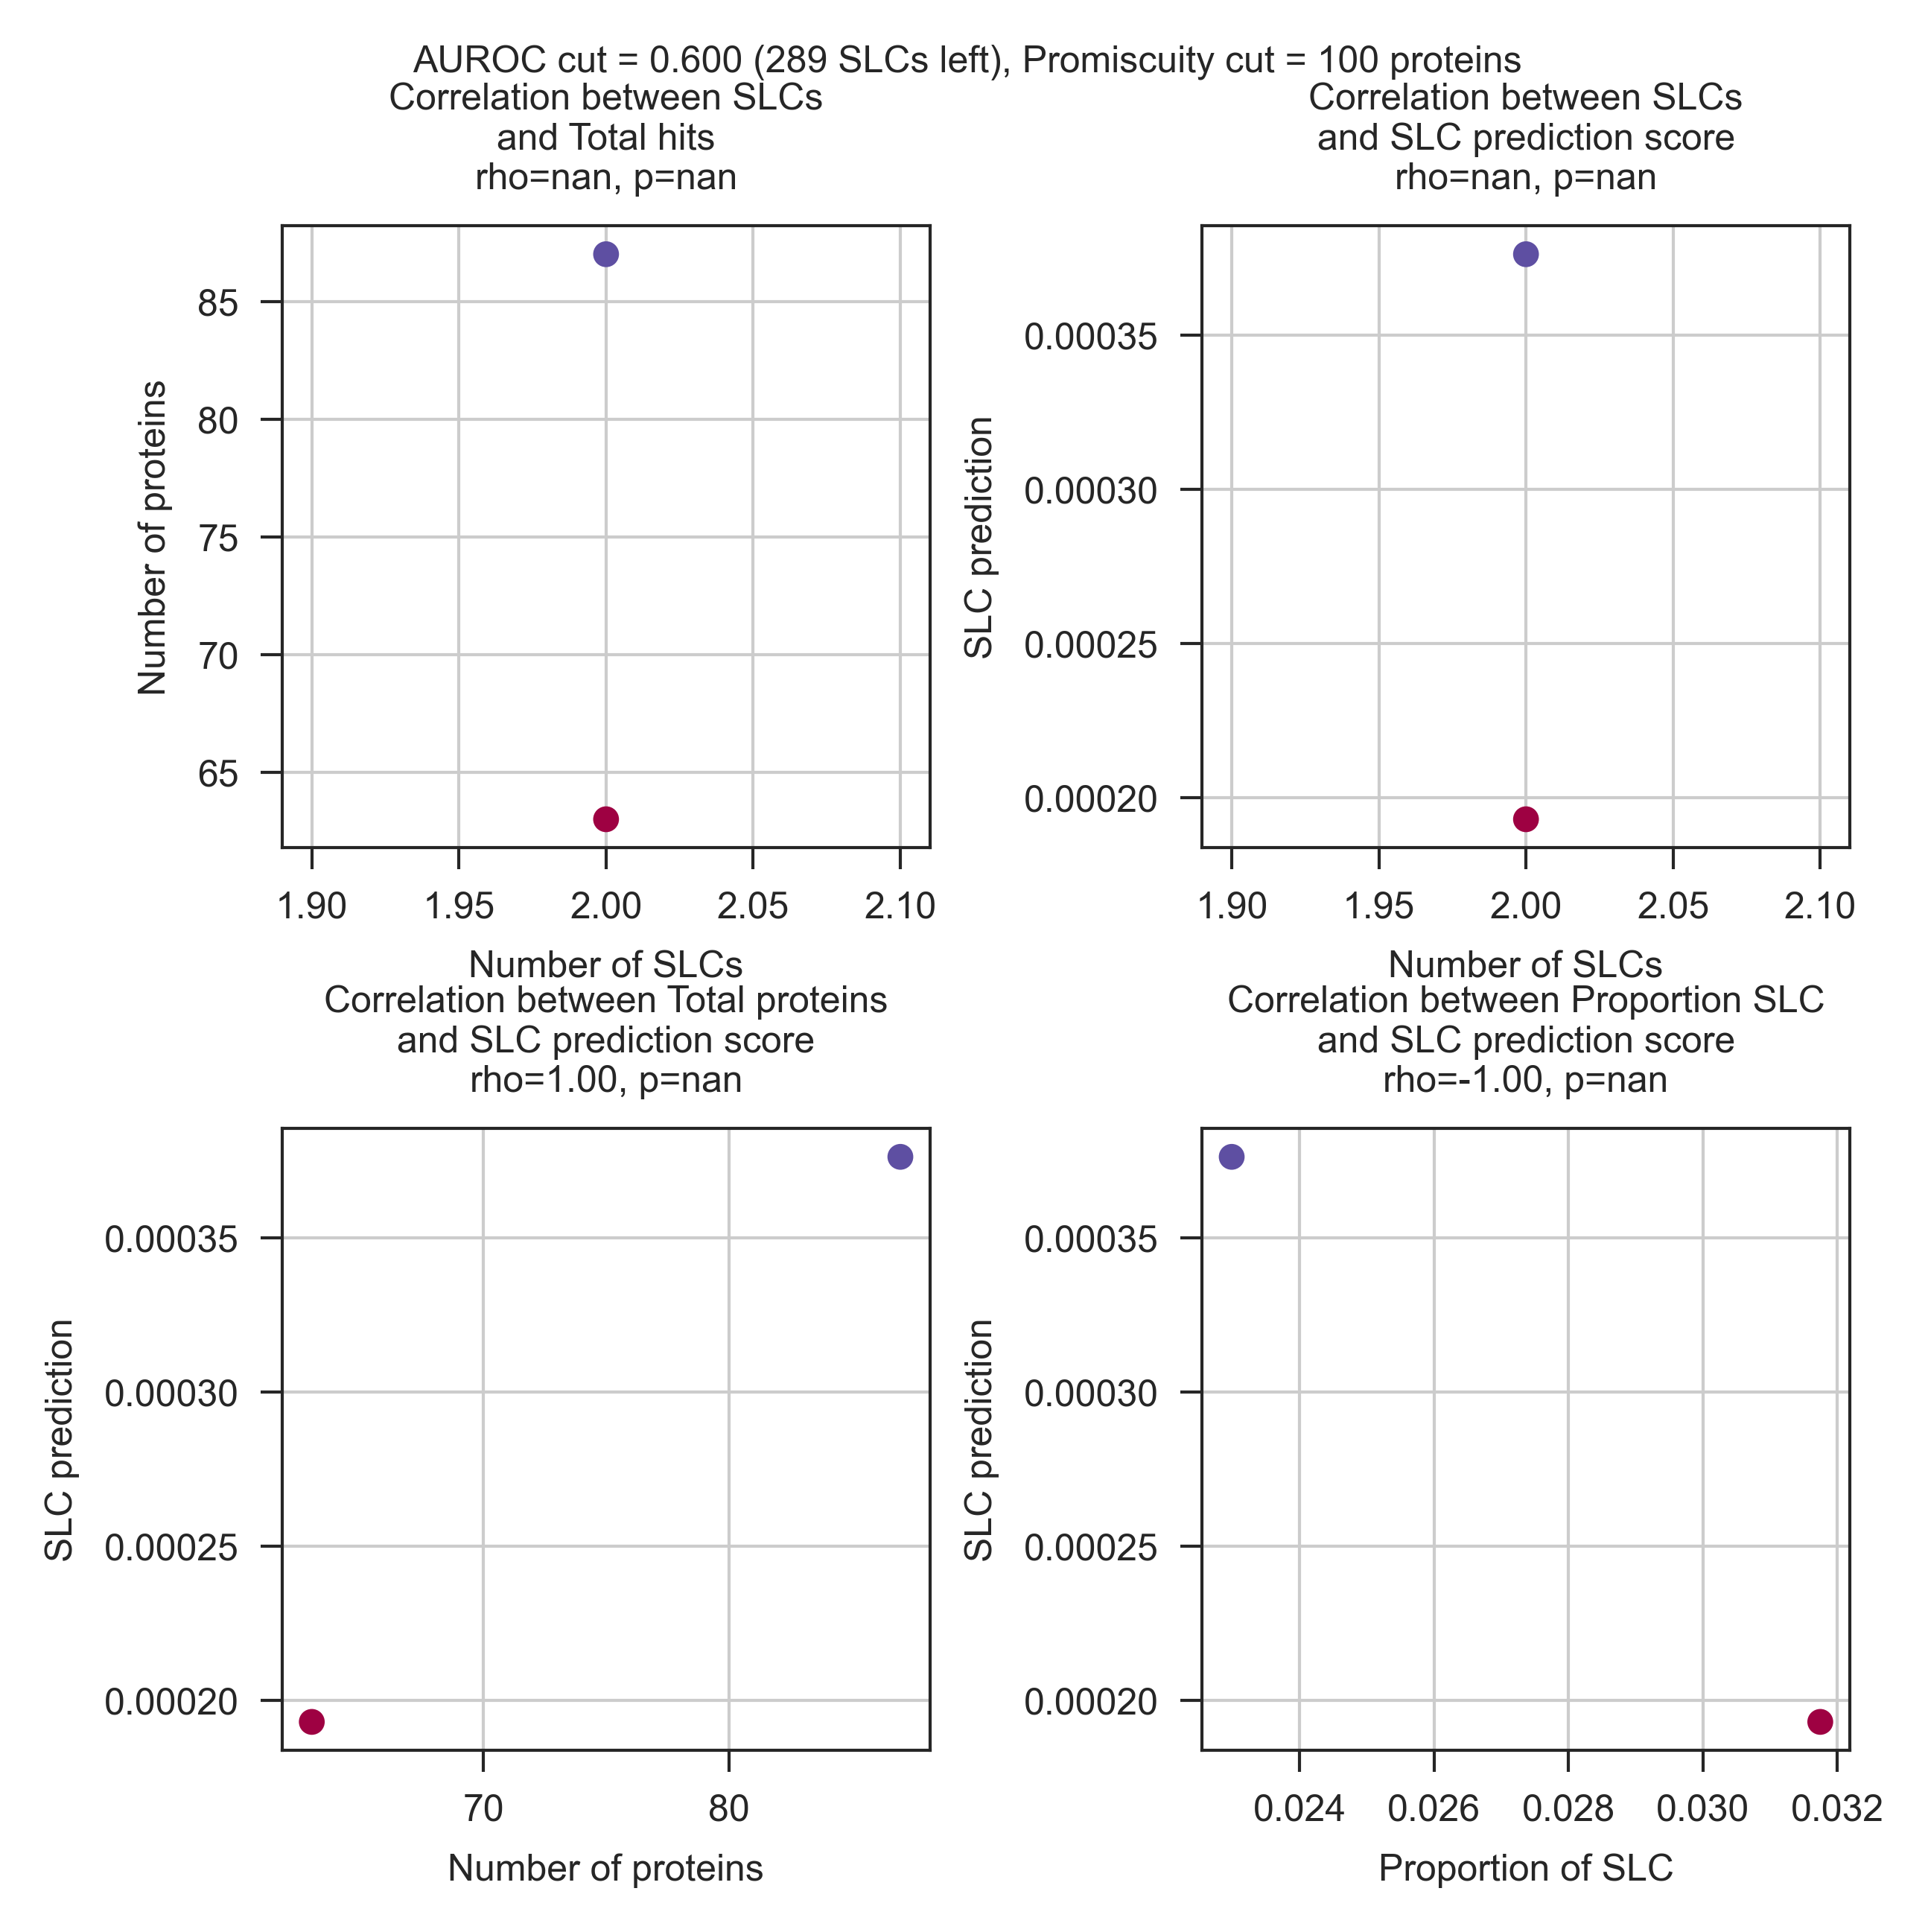 AUROC cut = 0.600 (289 SLCs left), Promiscuity cut = 100 proteins
Correlation between SLCs
and Total hits
rho=nan, p=nan
85
80
75
70
65
Number of proteins
1.90 1.95 2.00 2.05 2.10
Number of SLCs
Correlation between SLCs
and SLC prediction score
rho=nan, p=nan
0.00035
0.00030
0.00025
0.00020
SLC prediction
1.90 1.95 2.00 2.05 2.10
Number of SLCs
Correlation between Total proteins
and SLC prediction score
rho=1.00, p=nan
0.00035
0.00030
0.00025
0.00020
SLC prediction
70 80
Number of proteins
Correlation between Proportion SLC
and SLC prediction score
rho=-1.00, p=nan
0.00035
0.00030
0.00025
0.00020
SLC prediction
0.024 0.026 0.028 0.030 0.032
Proportion of SLC